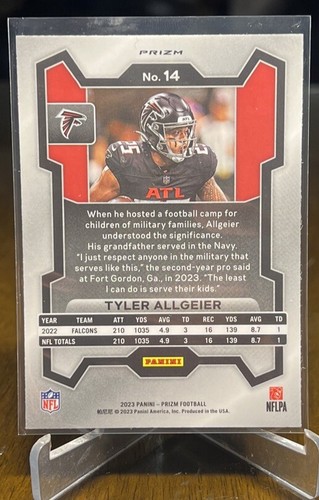 PRIZM
No. 14
25
25
ATL
When he hosted a football camp for
children of military families, Allgeier
understood the significance.
His grandfather served in the Navy.
"I just respect anyone in the military that
serves like this," the second-year pro said
at Fort Gordon, Ga., in 2023. "The least
I can do is serve their kids."
TYLER ALLGEIER
YEAR TEAM ATT YDS AVG TD REC YDS AVG TD
2022 FALCONS 210 1035 4.9 3 16 139 8.7 1
NFL TOTALS 210 1035 4.9 3 16 139 8.7 1
NFL
PANINI
NFLPA
2023 PANINI – PRIZM FOOTBALL
帕尼尼 © 2023 Panini America, Inc. Produced in the USA.